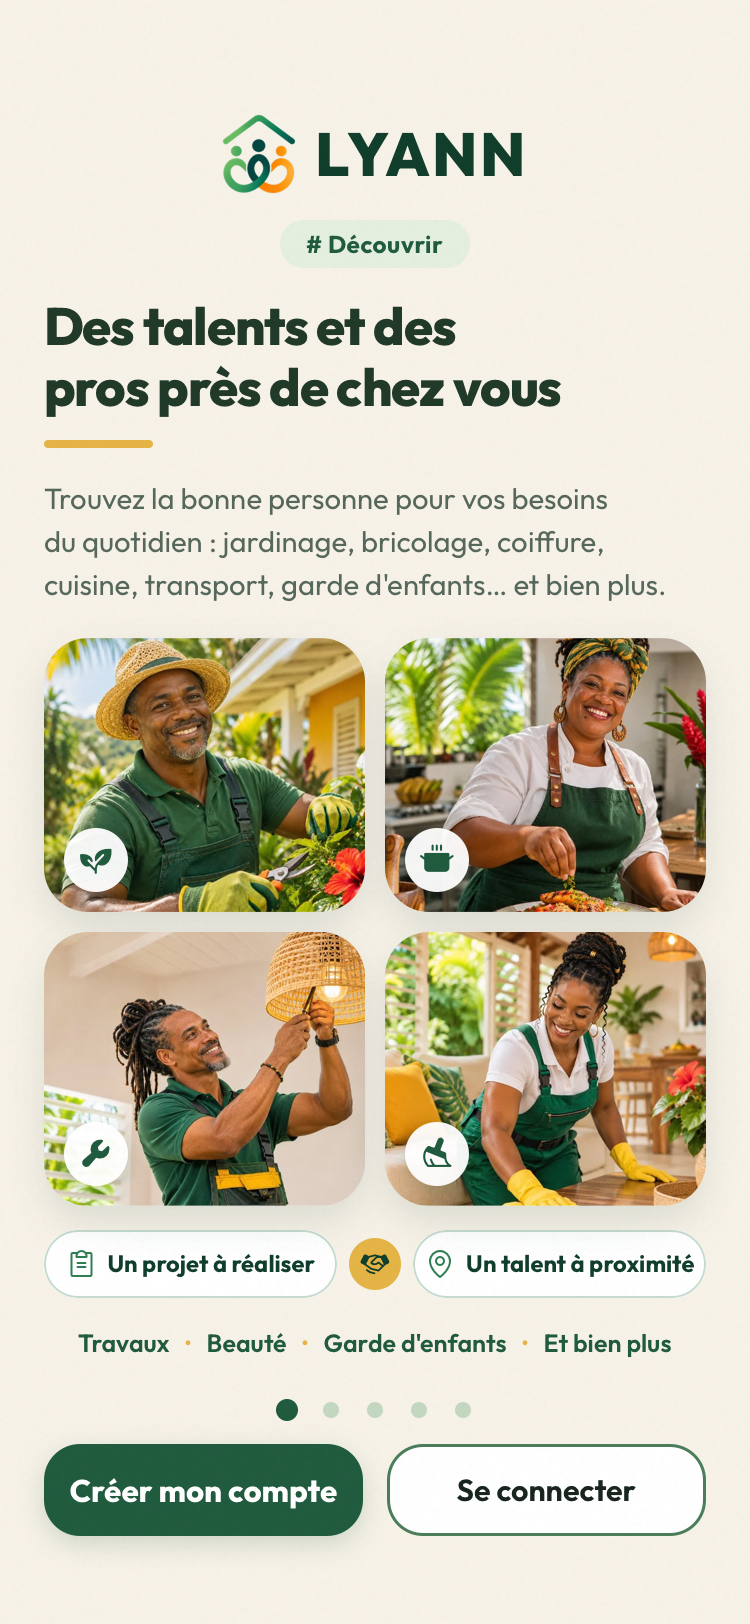 LYANN
# Découvrir
Des talents et des
pros près de chez vous
Trouvez la bonne personne pour vos besoins
du quotidien : jardinage, bricolage, coiffure,
cuisine, transport, garde d'enfants... et bien plus.
Un projet à réaliser
Un talent à proximité
Travaux • Beauté • Garde d'enfants • Et bien plus
Créer mon compte
Se connecter